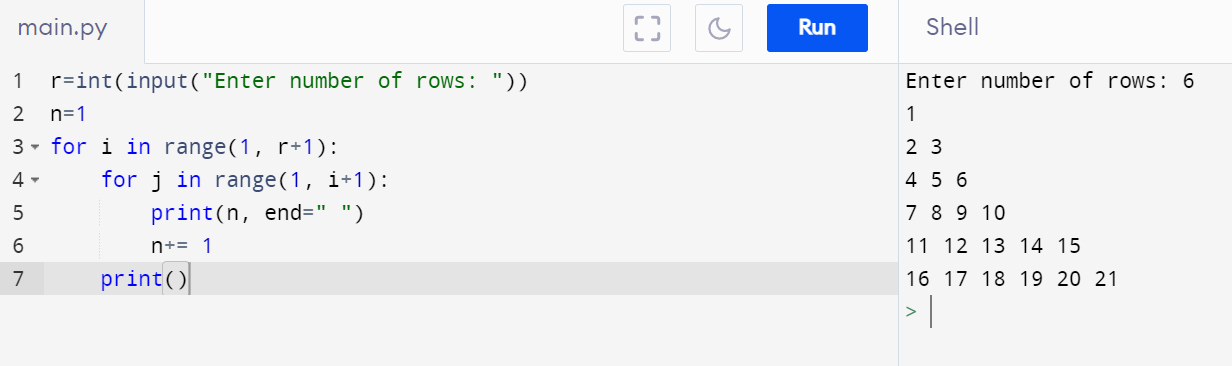 main.py
Run
Shell
1 r=int(input("Enter number of rows: "))
2 n=1
3 for i in range(1, r+1):
4     for j in range(1, i+1):
5         print(n, end=" ")
6         n+= 1
7     print()
Enter number of rows: 6
1
2 3
4 5 6
7 8 9 10
11 12 13 14 15
16 17 18 19 20 21
>